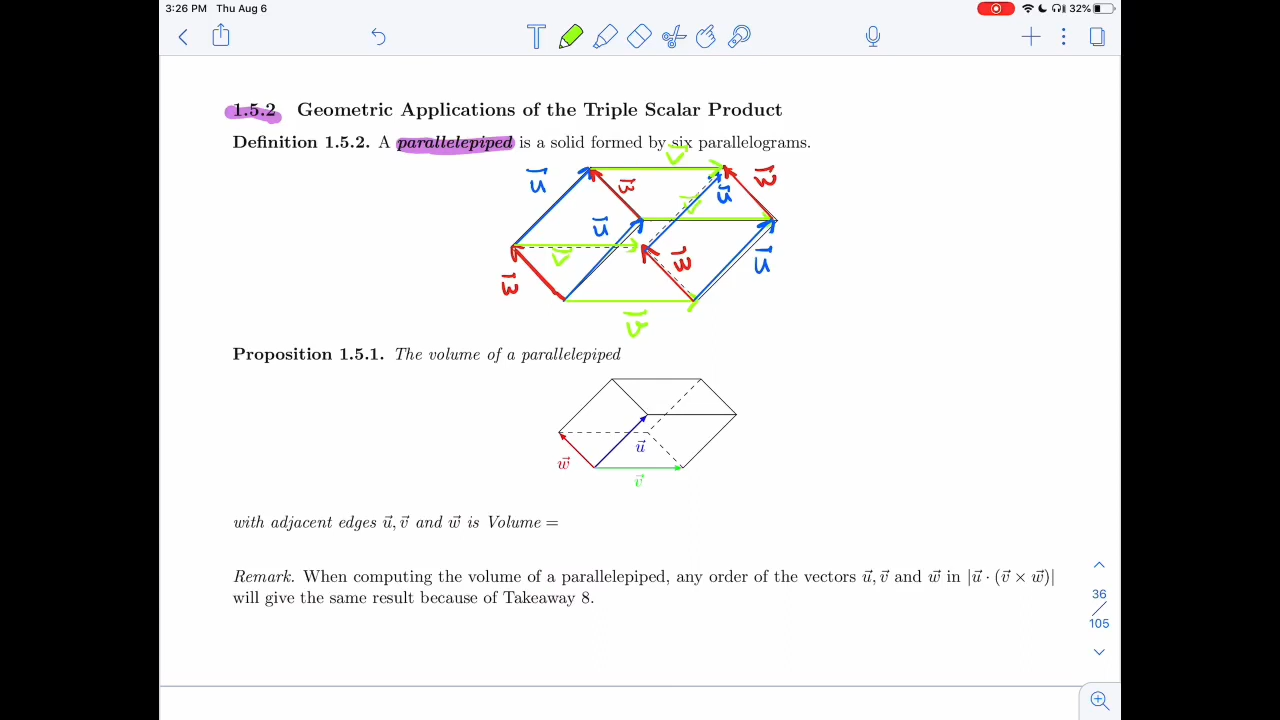 3:26 PM Thu Aug 6
32%
1.5.2 Geometric Applications of the Triple Scalar Product
Definition 1.5.2. A parallelepiped is a solid formed by six parallelograms.
v⃗
u⃗ w⃗ u⃗ w⃗
v⃗
u⃗
v⃗ w⃗ u⃗
w⃗
v⃗
Proposition 1.5.1. The volume of a parallelepiped
u⃗
w⃗
v⃗
with adjacent edges u⃗, v⃗ and w⃗ is Volume =
Remark. When computing the volume of a parallelepiped, any order of the vectors u⃗, v⃗ and w⃗ in |u⃗ · (v⃗ × w⃗)|
will give the same result because of Takeaway 8.
36
105